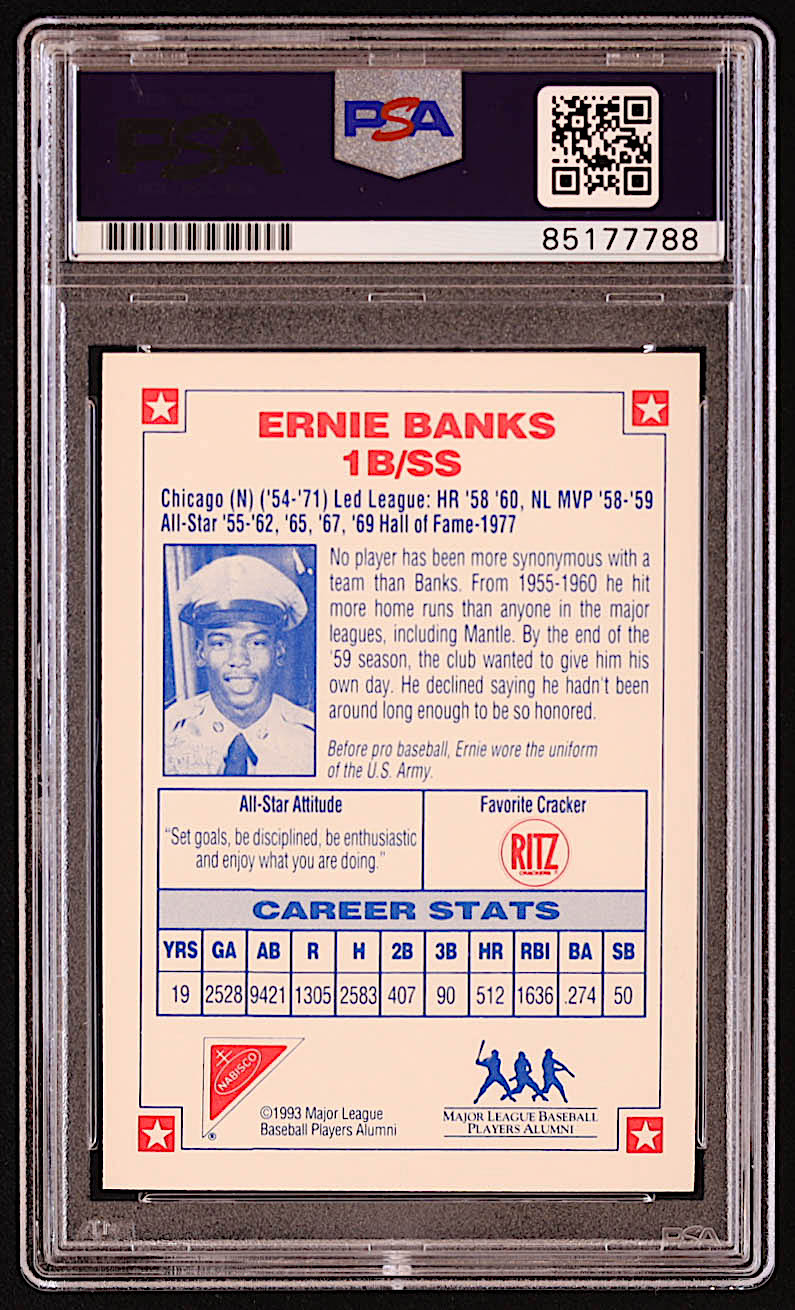 PSA
PSA
85177788
ERNIE BANKS
1B/SS
Chicago (N) ('54-'71) Led League: HR '58 '60, NL MVP '58-'59
All-Star '55-'62, '65, '67, '69 Hall of Fame-1977
No player has been more synonymous with a
team than Banks. From 1955-1960 he hit
more home runs than anyone in the major
leagues, including Mantle. By the end of the
'59 season, the club wanted to give him his
own day. He declined saying he hadn't been
around long enough to be so honored.
Before pro baseball, Ernie wore the uniform
of the U.S. Army.
All-Star Attitude
"Set goals, be disciplined, be enthusiastic
and enjoy what you are doing."
Favorite Cracker
RITZ
CRACKERS
CAREER STATS
YRS GA AB R H 2B 3B HR RBI BA SB
19 2528 9421 1305 2583 407 90 512 1636 .274 50
NABISCO
®
©1993 Major League
Baseball Players Alumni
MAJOR LEAGUE BASEBALL
PLAYERS ALUMNI
PSA